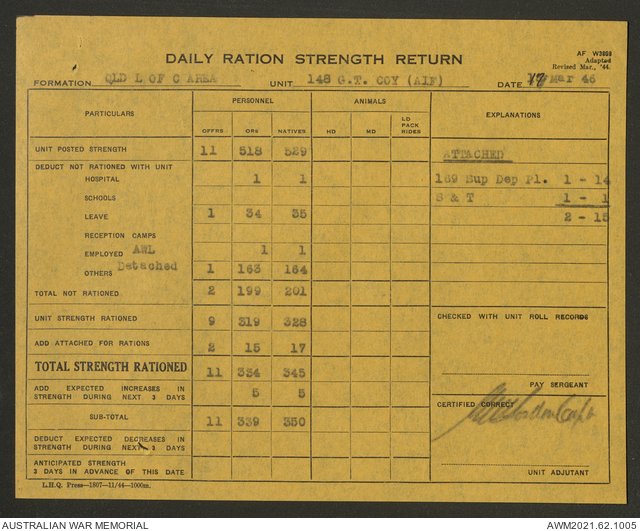 AF W3858
Adapted
Revised Mar., '44.
DAILY RATION STRENGTH RETURN
FORMATION QLD L OF C AREA UNIT 148 G.T. COY (AIF) DATE 17 Mar 46
PARTICULARS PERSONNEL ANIMALS EXPLANATIONS
OFFRS ORs NATIVES HD MD LD PACK RIDES
UNIT POSTED STRENGTH 11 518 529
ATTACHED
DEDUCT NOT RATIONED WITH UNIT
HOSPITAL 1 1
169 Sup Dep Pl. 1 - 14
SCHOOLS
S & T 1 - 1
LEAVE 1 34 35
2 - 15
RECEPTION CAMPS
EMPLOYED AWL 1 1
OTHERS Detached 1 163 164
TOTAL NOT RATIONED 2 199 201
UNIT STRENGTH RATIONED 9 319 328
CHECKED WITH UNIT ROLL RECORDS
ADD ATTACHED FOR RATIONS 2 15 17
TOTAL STRENGTH RATIONED 11 334 345
PAY SERGEANT
ADD EXPECTED INCREASES IN
STRENGTH DURING NEXT 3 DAYS 5 5
CERTIFIED CORRECT
SUB-TOTAL 11 339 350
DEDUCT EXPECTED DECREASES IN
STRENGTH DURING NEXT 3 DAYS
ANTICIPATED STRENGTH
3 DAYS IN ADVANCE OF THIS DATE
UNIT ADJUTANT
L.H.Q. Press—1807—11/44—1000m.
AUSTRALIAN WAR MEMORIAL AWM2021.62.1005